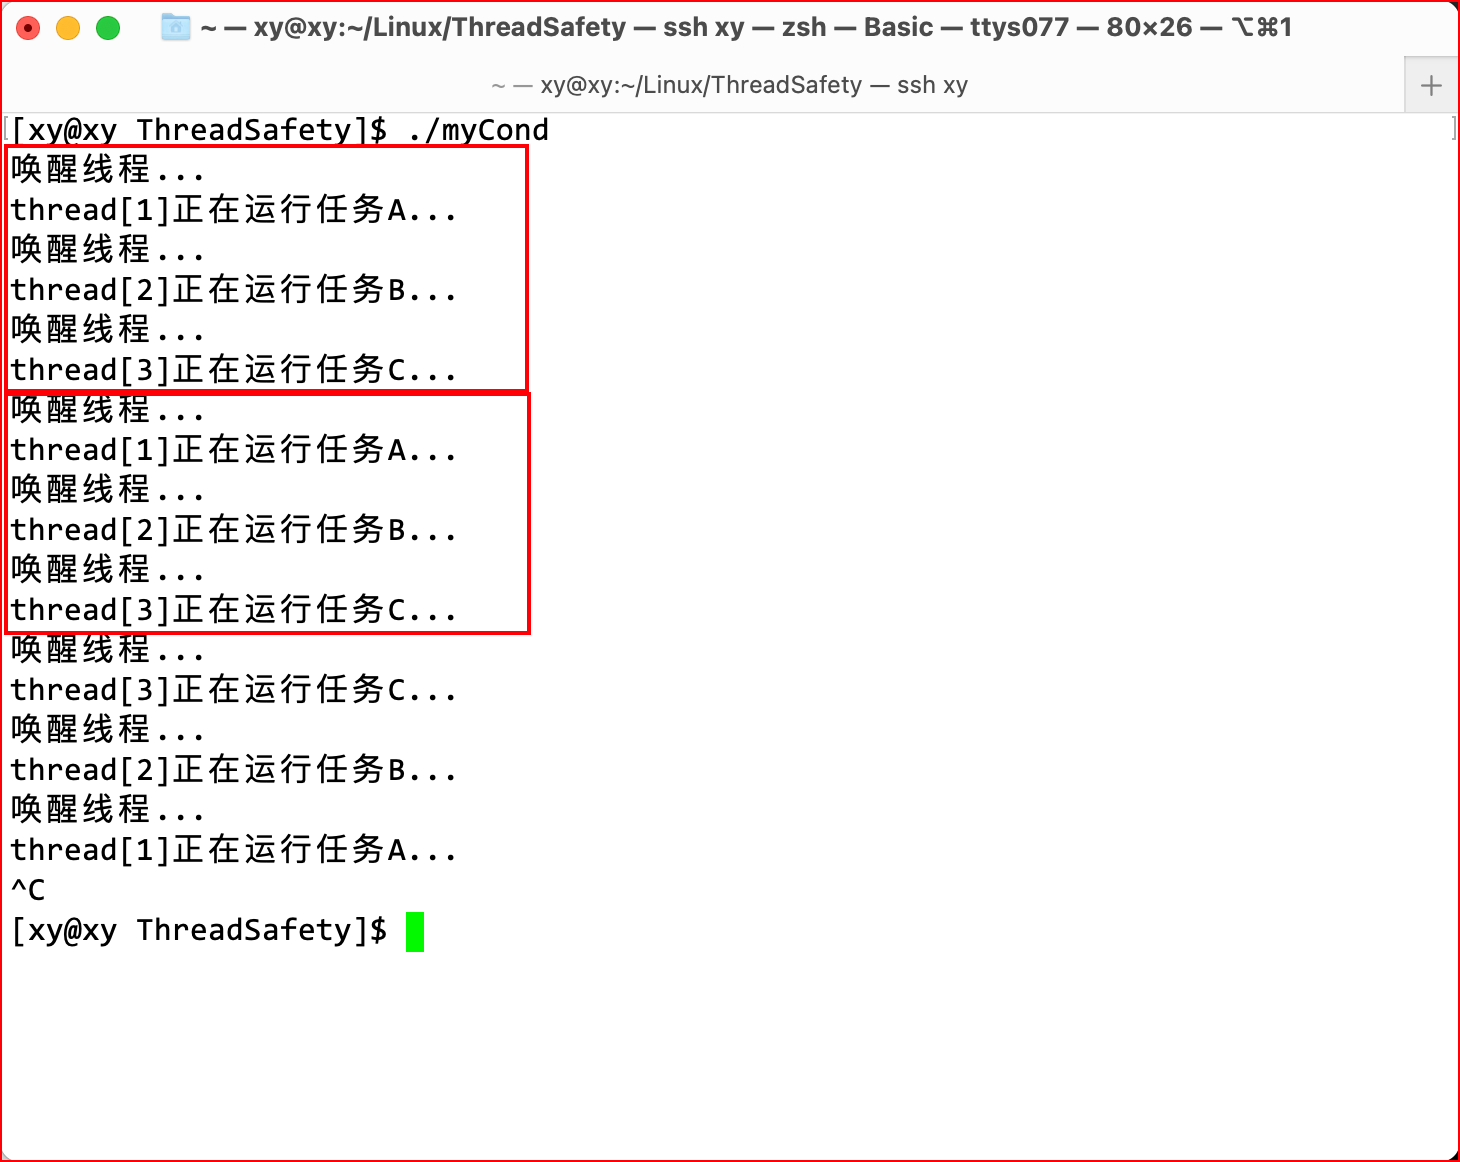 ~ — xy@xy:~/Linux/ThreadSafety — ssh xy — zsh — Basic — ttys077 — 80×26 — ⌥⌘1
~ — xy@xy:~/Linux/ThreadSafety — ssh xy
[xy@xy ThreadSafety]$ ./myCond
唤醒线程...
thread[1]正在运行任务A...
唤醒线程...
thread[2]正在运行任务B...
唤醒线程...
thread[3]正在运行任务C...
唤醒线程...
thread[1]正在运行任务A...
唤醒线程...
thread[2]正在运行任务B...
唤醒线程...
thread[3]正在运行任务C...
唤醒线程...
thread[3]正在运行任务C...
唤醒线程...
thread[2]正在运行任务B...
唤醒线程...
thread[1]正在运行任务A...
^C
[xy@xy ThreadSafety]$